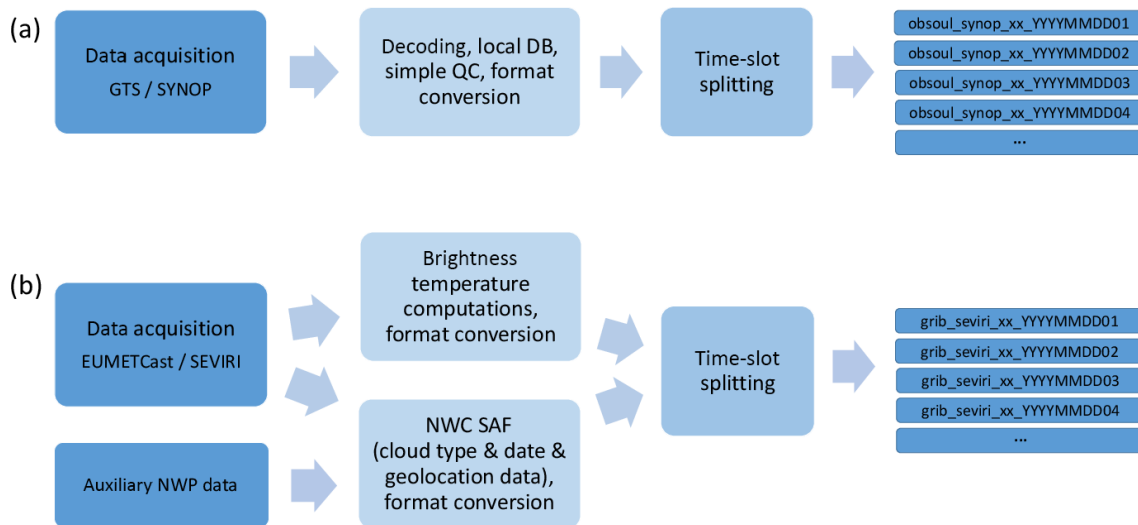 (a)
Data acquisition
GTS / SYNOP
Decoding, local DB,
simple QC, format
conversion
Time-slot
splitting
obsoul_synop_xx_YYYYMMDD01
obsoul_synop_xx_YYYYMMDD02
obsoul_synop_xx_YYYYMMDD03
obsoul_synop_xx_YYYYMMDD04
...
(b)
Data acquisition
EUMETCast / SEVIRI
Auxiliary NWP data
Brightness
temperature
computations,
format conversion
NWC SAF
(cloud type & date &
geolocation data),
format conversion
Time-slot
splitting
grib_seviri_xx_YYYYMMDD01
grib_seviri_xx_YYYYMMDD02
grib_seviri_xx_YYYYMMDD03
grib_seviri_xx_YYYYMMDD04
...